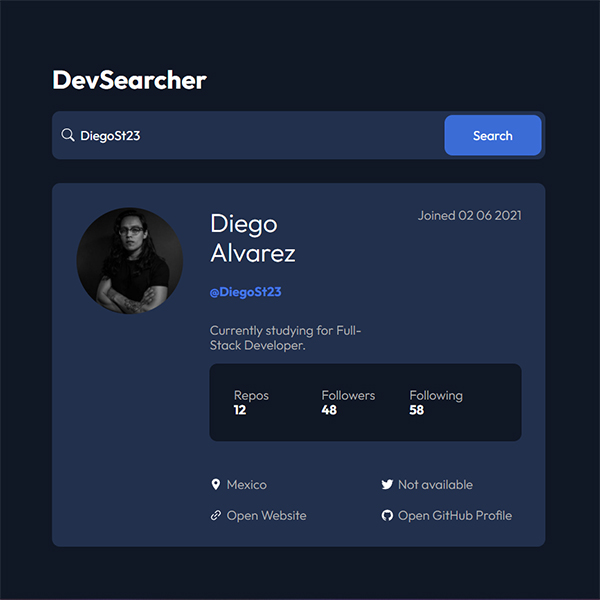 DevSearcher
DiegoSt23
Search
Diego
Alvarez
Joined 02 06 2021
@DiegoSt23
Currently studying for Full-
Stack Developer.
Repos Followers Following
12 48 58
Mexico Not available
Open Website Open GitHub Profile